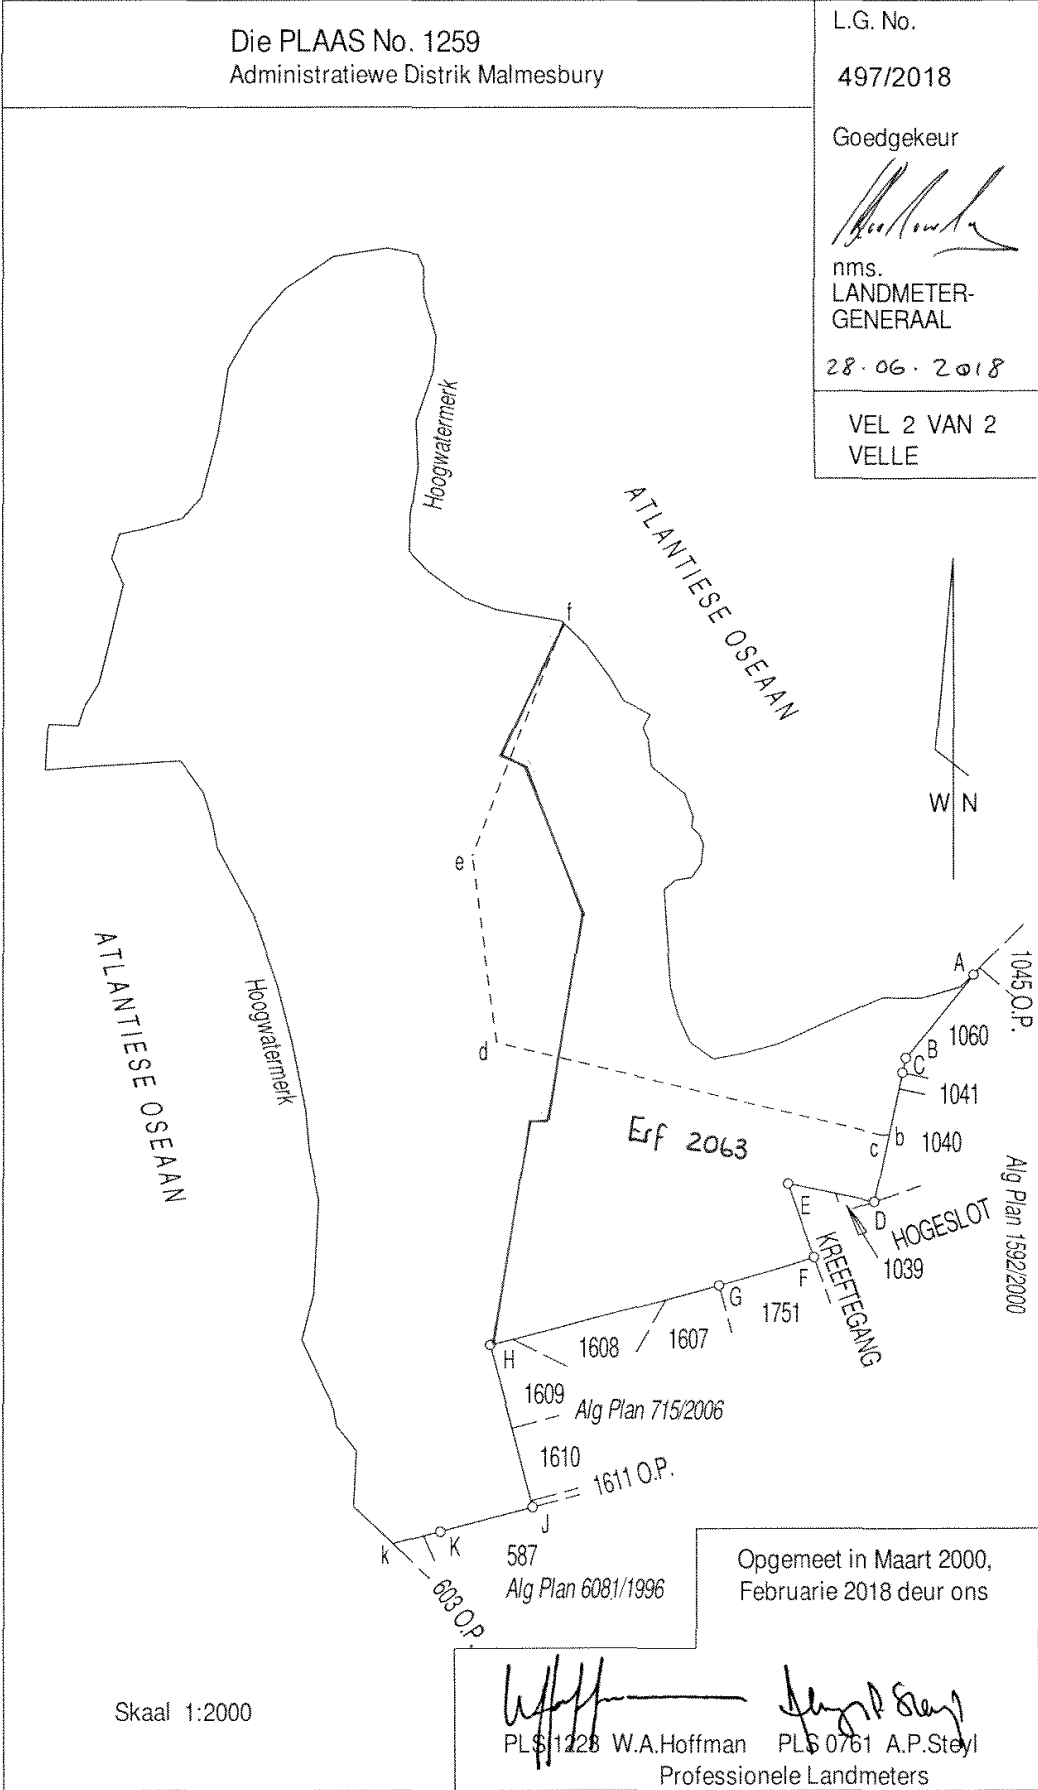 Die PLAAS No. 1259
Administratiewe Distrik Malmesbury
L.G. No.
497/2018
Goedgekeur
nms.
LANDMETER-
GENERAAL
28.06.2018
VEL 2 VAN 2
VELLE
Hoogwatermerk
ATLANTIESE OSEAAN
f
W N
e
A
1045 O.P.
ATLANTIESE OSEAAN
Hoogwatermerk
d
B
1060
C
1041
Erf 2063
b
c
1040
Alg Plan 1592/2000
E
D
HOGESLOT
1039
KREEFTEGANG
F
G
1751
H
1608
1607
1609
Alg Plan 715/2006
1610
1611 O.P.
J
K
k
587
Alg Plan 6081/1996
603 O.P.
Opgemeet in Maart 2000,
Februarie 2018 deur ons
Skaal 1:2000
PLS 1228 W.A.Hoffman
PLS 0761 A.P.Steyl
Professionele Landmeters